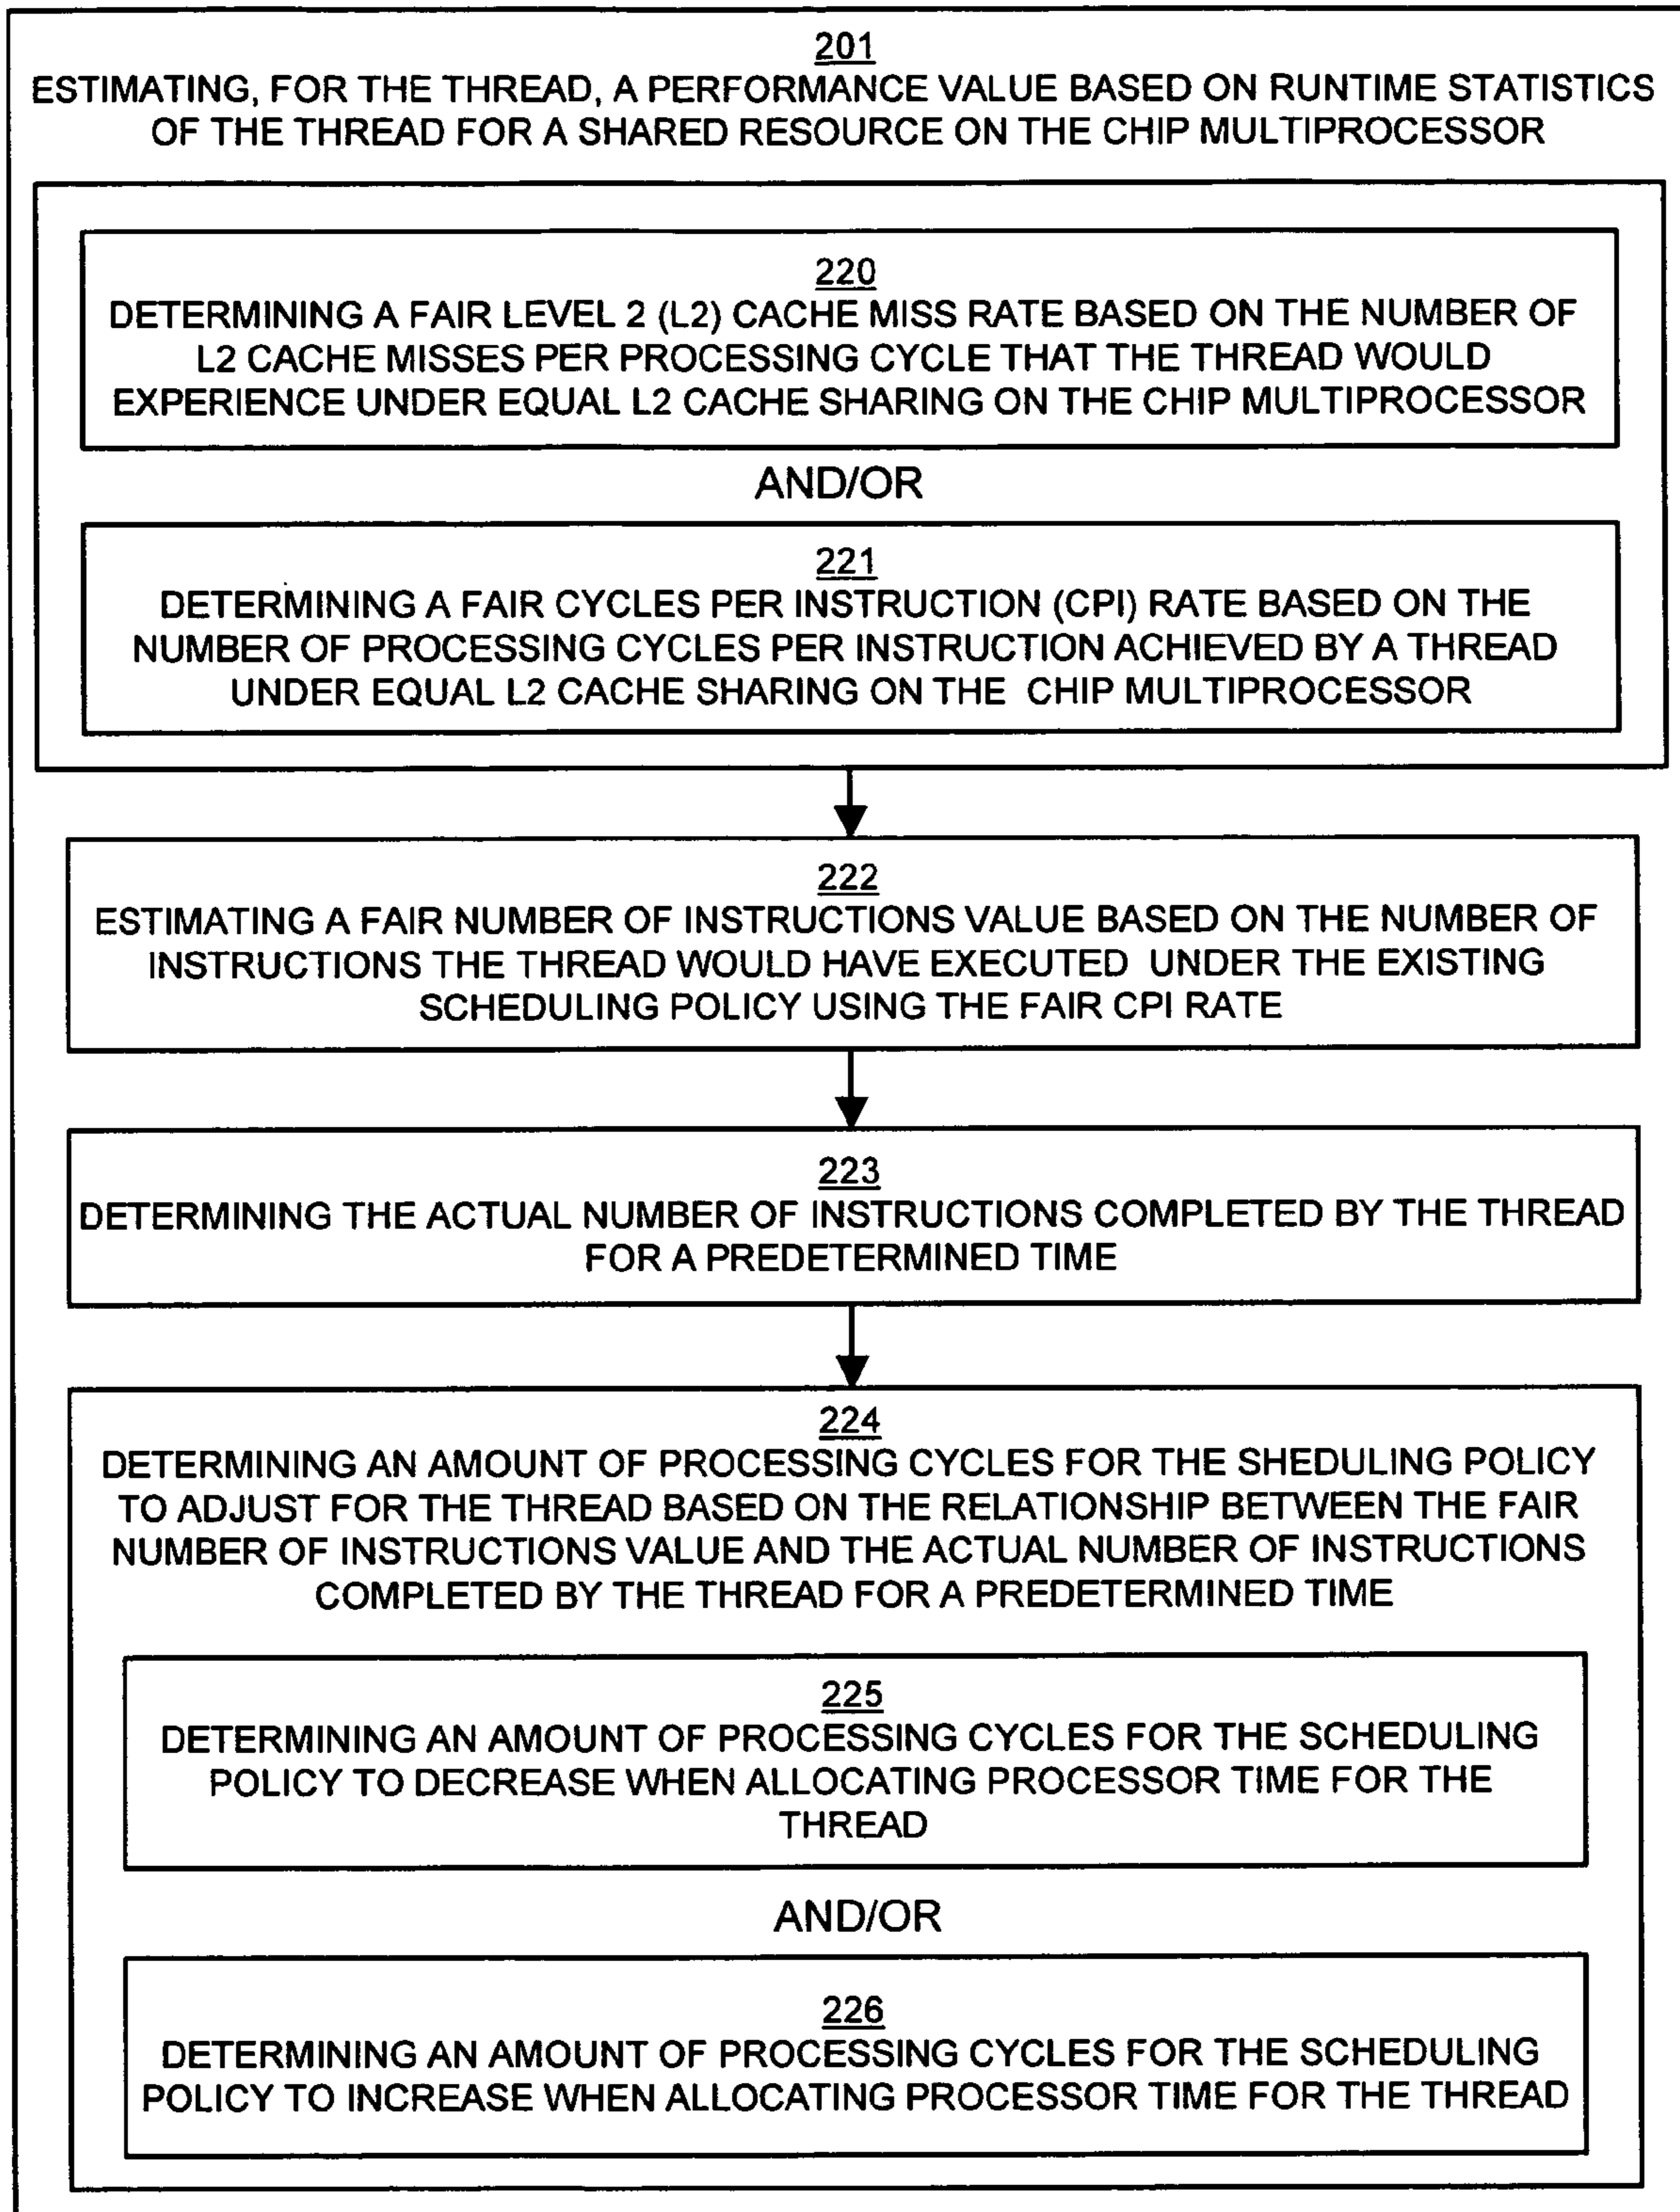 201
ESTIMATING, FOR THE THREAD, A PERFORMANCE VALUE BASED ON RUNTIME STATISTICS
OF THE THREAD FOR A SHARED RESOURCE ON THE CHIP MULTIPROCESSOR
220
DETERMINING A FAIR LEVEL 2 (L2) CACHE MISS RATE BASED ON THE NUMBER OF
L2 CACHE MISSES PER PROCESSING CYCLE THAT THE THREAD WOULD
EXPERIENCE UNDER EQUAL L2 CACHE SHARING ON THE CHIP MULTIPROCESSOR
AND/OR
221
DETERMINING A FAIR CYCLES PER INSTRUCTION (CPI) RATE BASED ON THE
NUMBER OF PROCESSING CYCLES PER INSTRUCTION ACHIEVED BY A THREAD
UNDER EQUAL L2 CACHE SHARING ON THE CHIP MULTIPROCESSOR
222
ESTIMATING A FAIR NUMBER OF INSTRUCTIONS VALUE BASED ON THE NUMBER OF
INSTRUCTIONS THE THREAD WOULD HAVE EXECUTED UNDER THE EXISTING
SCHEDULING POLICY USING THE FAIR CPI RATE
223
DETERMINING THE ACTUAL NUMBER OF INSTRUCTIONS COMPLETED BY THE THREAD
FOR A PREDETERMINED TIME
224
DETERMINING AN AMOUNT OF PROCESSING CYCLES FOR THE SHEDULING POLICY
TO ADJUST FOR THE THREAD BASED ON THE RELATIONSHIP BETWEEN THE FAIR
NUMBER OF INSTRUCTIONS VALUE AND THE ACTUAL NUMBER OF INSTRUCTIONS
COMPLETED BY THE THREAD FOR A PREDETERMINED TIME
225
DETERMINING AN AMOUNT OF PROCESSING CYCLES FOR THE SCHEDULING
POLICY TO DECREASE WHEN ALLOCATING PROCESSOR TIME FOR THE
THREAD
AND/OR
226
DETERMINING AN AMOUNT OF PROCESSING CYCLES FOR THE SCHEDULING
POLICY TO INCREASE WHEN ALLOCATING PROCESSOR TIME FOR THE THREAD